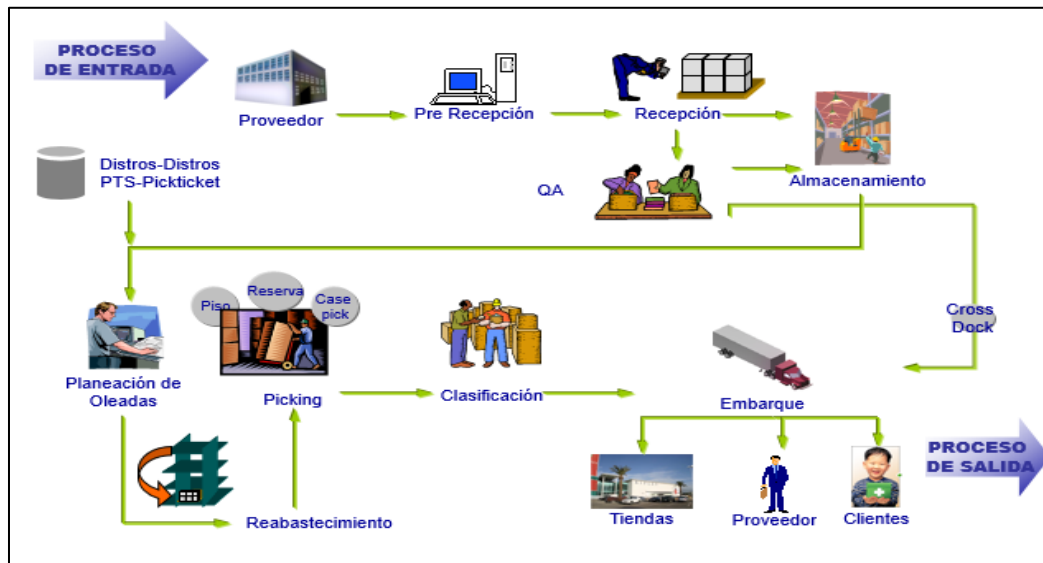 PROCESO
DE ENTRADA
Proveedor
Pre Recepción
Recepción
Almacenamiento
Distros-Distros
PTS-Pickticket
QA
Piso
Reserva
Case
pick
Cross
Dock
Planeación de
Oleadas
Picking
Clasificación
Embarque
PROCESO
DE SALIDA
Reabastecimiento
Tiendas
Proveedor
Clientes